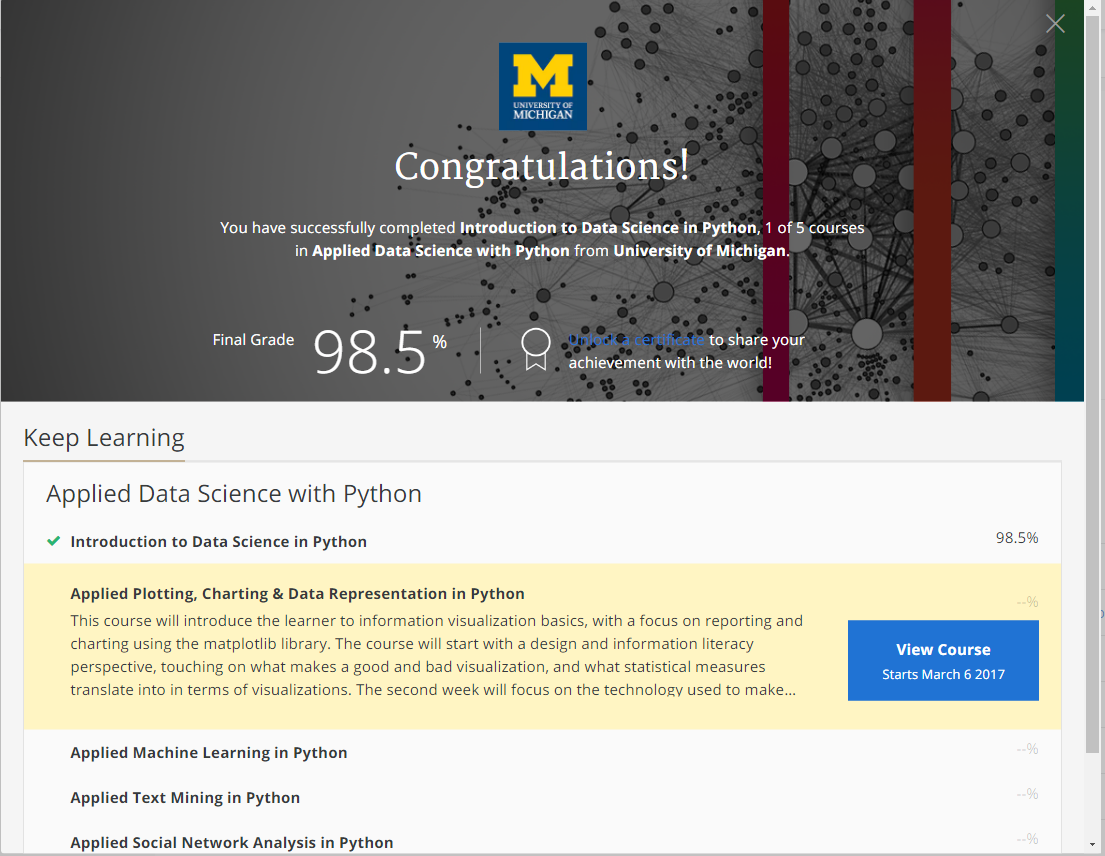 M
UNIVERSITY OF
MICHIGAN
Congratulations!
You have successfully completed Introduction to Data Science in Python, 1 of 5 courses
in Applied Data Science with Python from University of Michigan.
Final Grade 98.5 % Unlock a certificate to share your
achievement with the world!
Keep Learning
Applied Data Science with Python
Introduction to Data Science in Python 98.5%
Applied Plotting, Charting & Data Representation in Python --%
This course will introduce the learner to information visualization basics, with a focus on reporting and
charting using the matplotlib library. The course will start with a design and information literacy
perspective, touching on what makes a good and bad visualization, and what statistical measures
translate into in terms of visualizations. The second week will focus on the technology used to make...
View Course
Starts March 6 2017
Applied Machine Learning in Python --%
Applied Text Mining in Python --%
Applied Social Network Analysis in Python --%